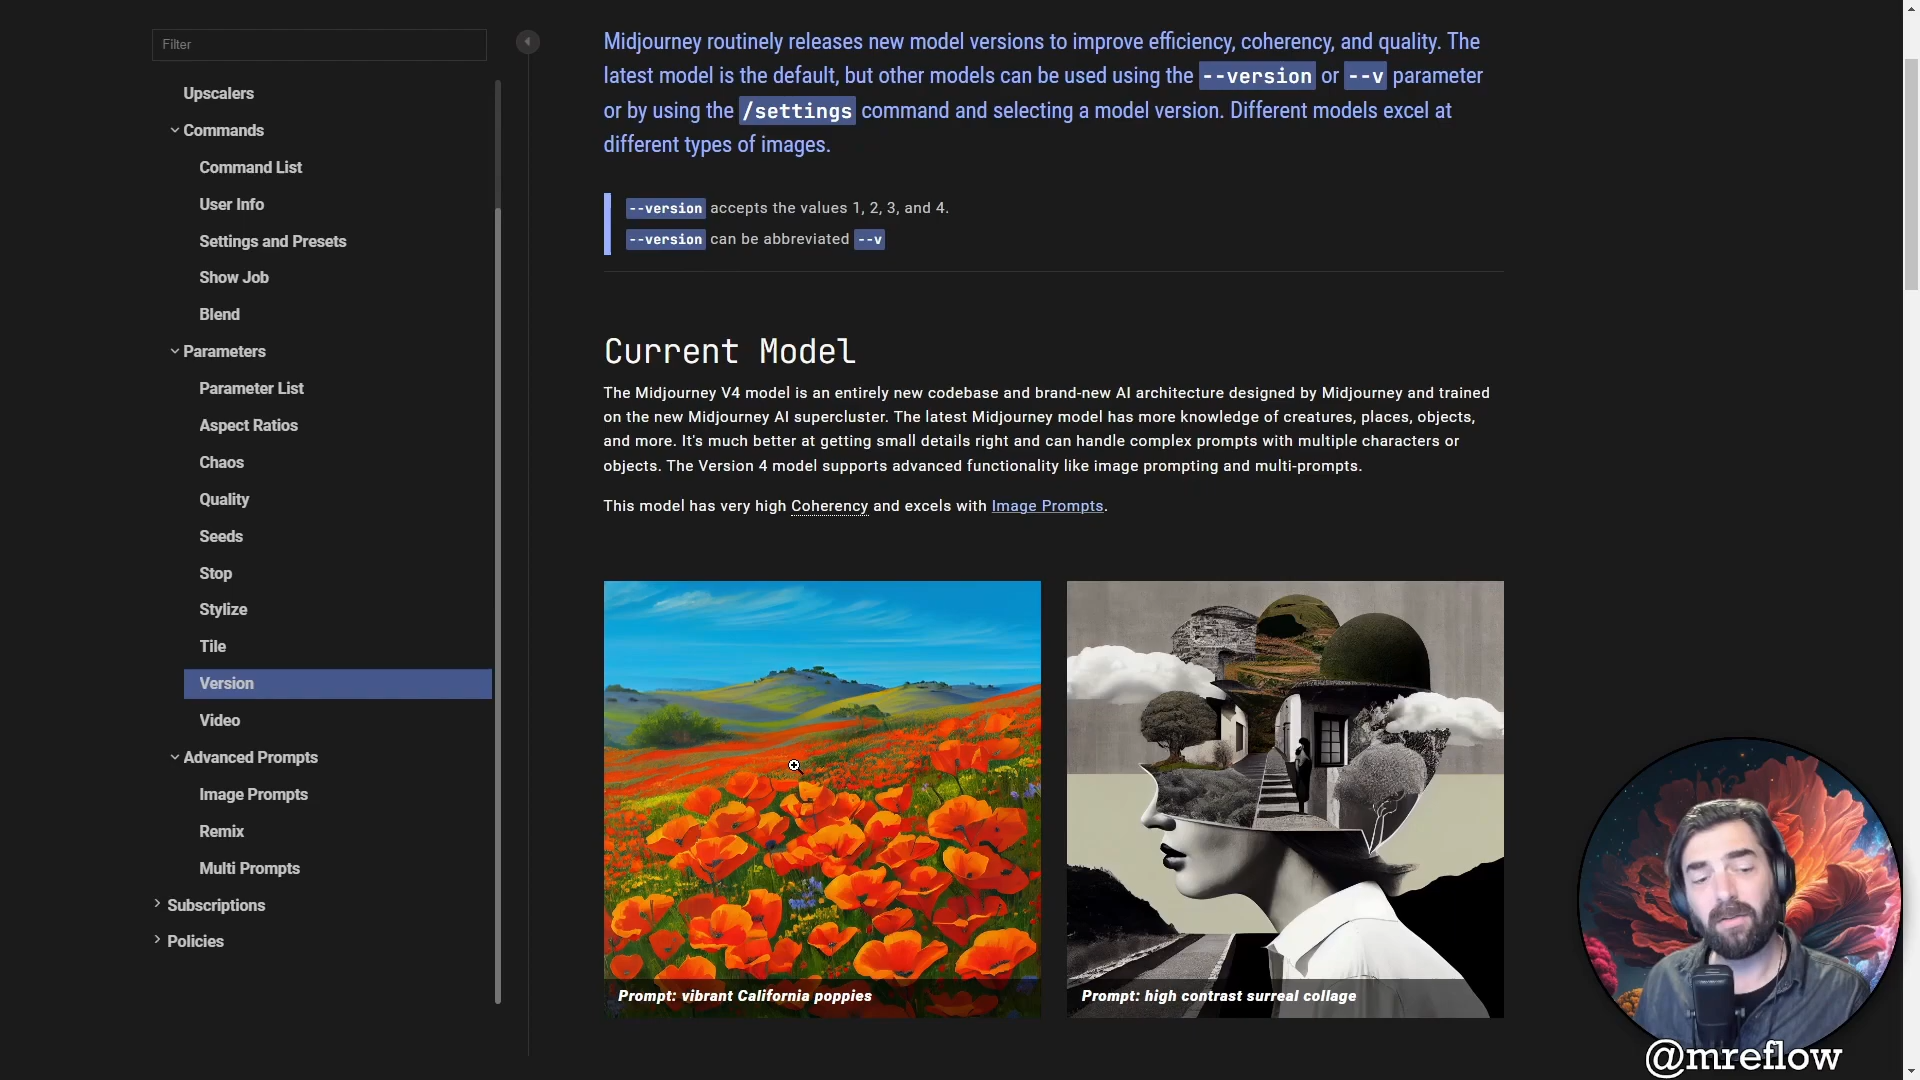 Filter
Upscalers
Commands
Command List
User Info
Settings and Presets
Show Job
Blend
Parameters
Parameter List
Aspect Ratios
Chaos
Quality
Seeds
Stop
Stylize
Tile
Version
Video
Advanced Prompts
Image Prompts
Remix
Multi Prompts
Subscriptions
Policies
Midjourney routinely releases new model versions to improve efficiency, coherency, and quality. The
latest model is the default, but other models can be used using the --version or --v parameter
or by using the /settings command and selecting a model version. Different models excel at
different types of images.
--version accepts the values 1, 2, 3, and 4.
--version can be abbreviated --v
Current Model
The Midjourney V4 model is an entirely new codebase and brand-new AI architecture designed by Midjourney and trained
on the new Midjourney AI supercluster. The latest Midjourney model has more knowledge of creatures, places, objects,
and more. It's much better at getting small details right and can handle complex prompts with multiple characters or
objects. The Version 4 model supports advanced functionality like image prompting and multi-prompts.
This model has very high Coherency and excels with Image Prompts.
Prompt: vibrant California poppies
Prompt: high contrast surreal collage
@mreflow